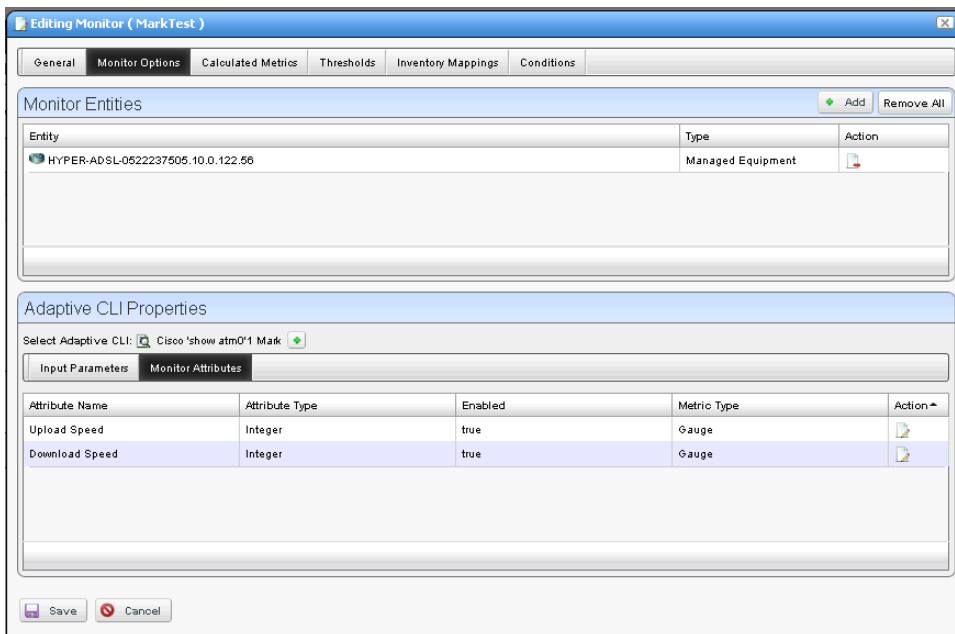 Editing Monitor ( MarkTest )
General Monitor Options Calculated Metrics Thresholds Inventory Mappings Conditions
Monitor Entities Add Remove All
Entity Type Action
HYPER-ADSL-0522237505.10.0.122.56 Managed Equipment
Adaptive CLI Properties
Select Adaptive CLI: Cisco 'show atm0'1 Mark
Input Parameters Monitor Attributes
Attribute Name Attribute Type Enabled Metric Type Action
Upload Speed Integer true Gauge
Download Speed Integer true Gauge
Save Cancel